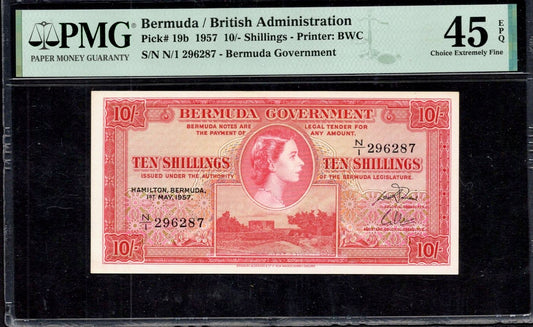 PMG
PAPER MONEY GUARANTY
Bermuda / British Administration
Pick# 19b 1957 10/- Shillings - Printer: BWC
S/N N/1 296287 - Bermuda Government
45 EPQ
Choice Extremely Fine
10/- BERMUDA GOVERNMENT 10/-
BERMUDA NOTES ARE LEGAL TENDER FOR
THE PAYMENT OF ANY AMOUNT.
N/1 296287
TEN SHILLINGS TEN SHILLINGS
ISSUED UNDER THE AUTHORITY OF THE BERMUDA LEGISLATURE.
HAMILTON, BERMUDA,
1ST MAY, 1957.
N/1 296287
10/- 10/-